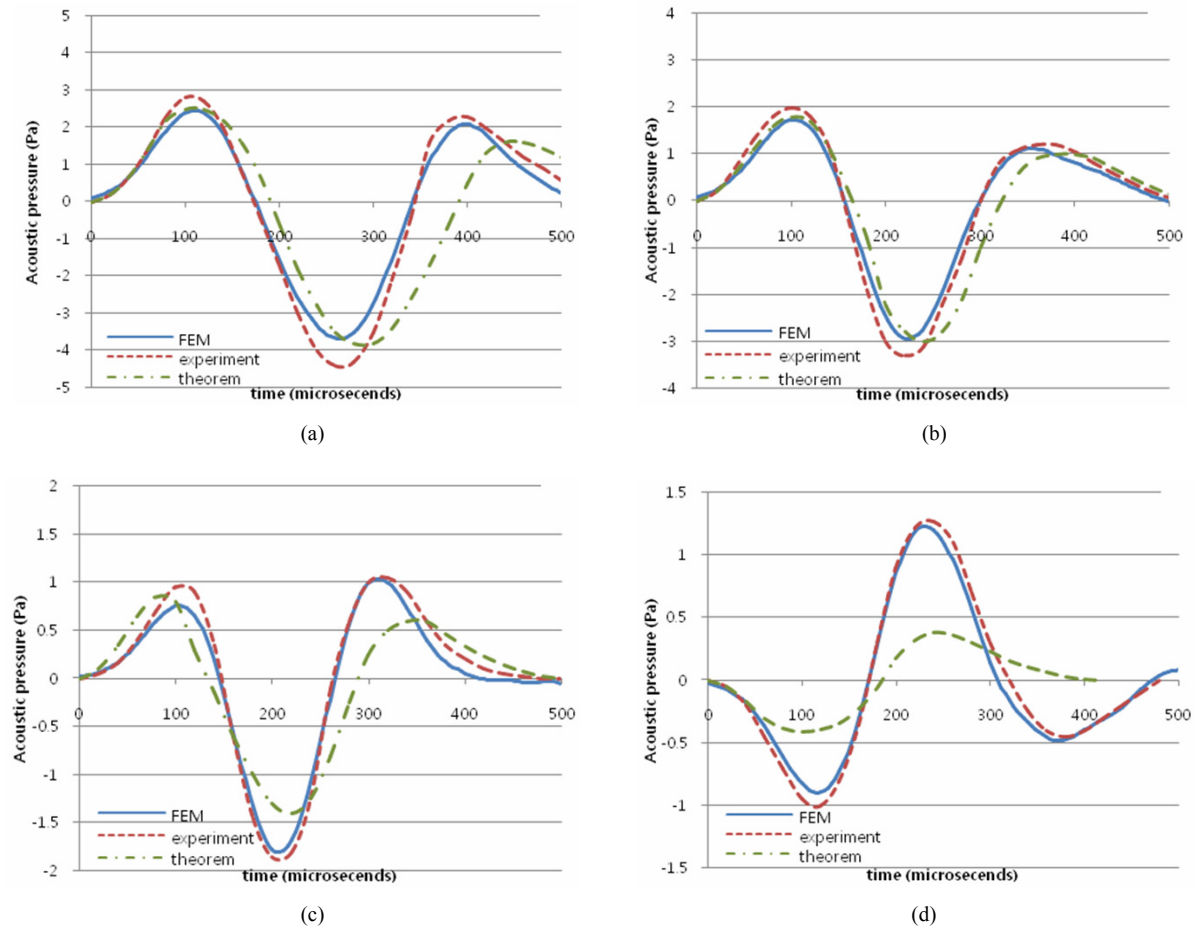 5
4
3
2
1
0
-1
-2
-3
-4
-5
0 100 200 300 400 500
Acoustic pressure (Pa)
FEM
experiment
theorem
time (microsecends)
(a)
4
3
2
1
0
-1
-2
-3
-4
0 100 200 300 400 500
Acoustic pressure (Pa)
FEM
experiment
theorem
time (microsecends)
(b)
2
1.5
1
0.5
0
-0.5
-1
-1.5
-2
0 100 200 300 400 500
Acoustic pressure (Pa)
FEM
experiment
theorem
time (microsecends)
(c)
1.5
1
0.5
0
-0.5
-1
-1.5
0 100 200 300 400 500
Acoustic pressure (Pa)
FEM
experiment
theorem
time (microsecends)
(d)